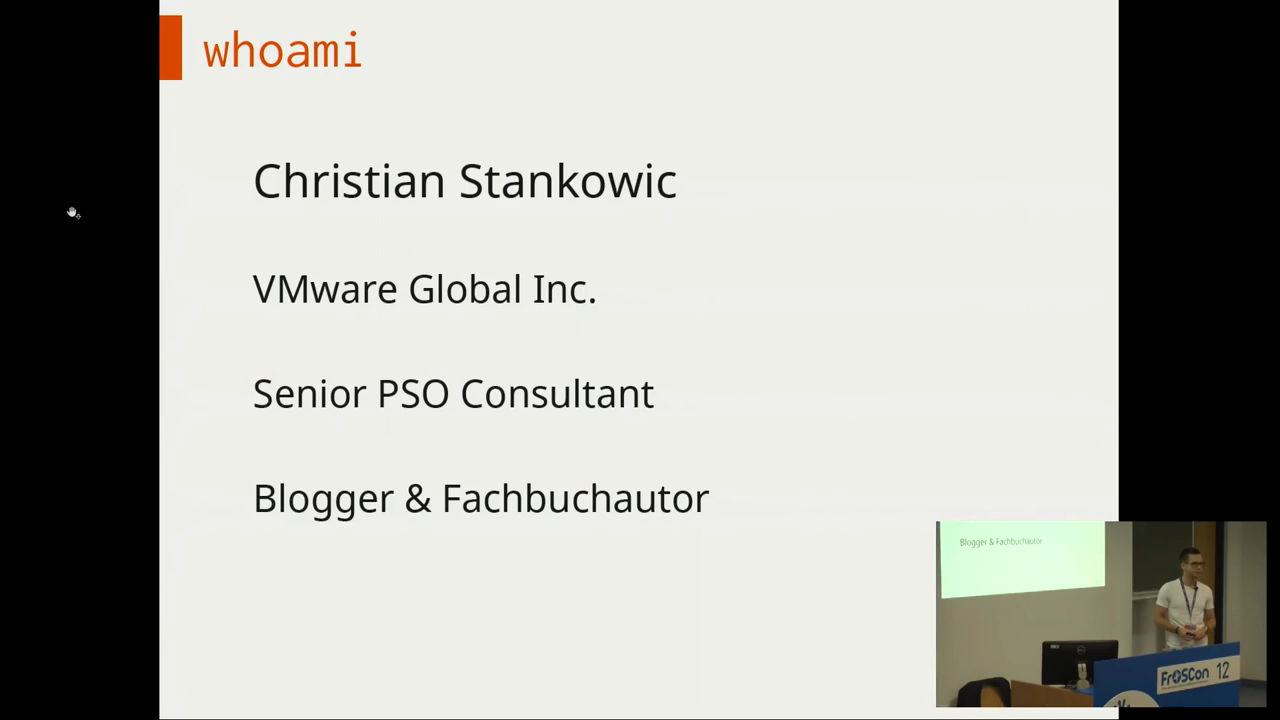 whoami
Christian Stankowic
VMware Global Inc.
Senior PSO Consultant
Blogger & Fachbuchautor
Blogger & Fachbuchautor
FrOSCon 12